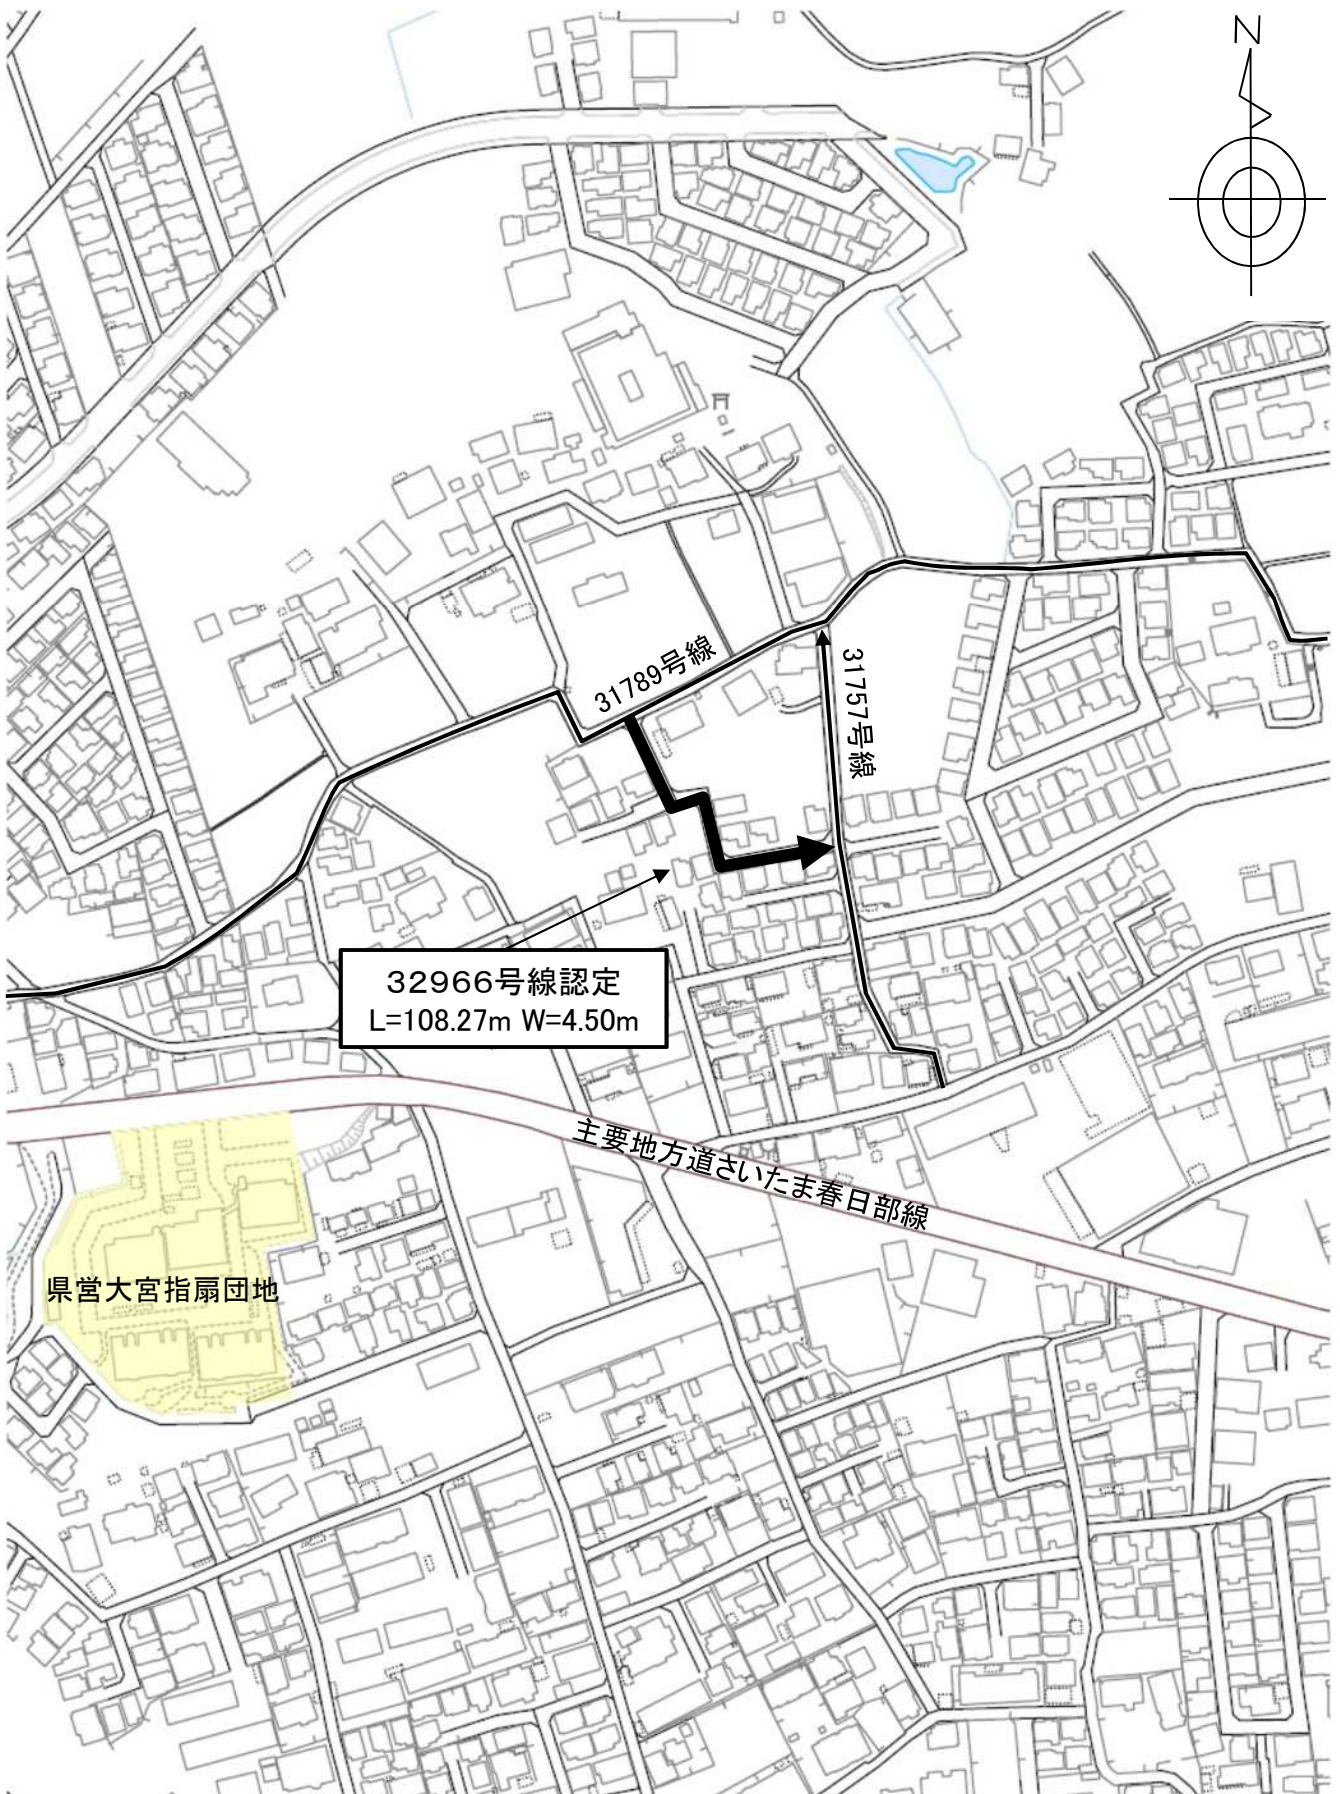 N
31789号線
31757号線
32966号線認定
L=108.27m W=4.50m
主要地方道さいたま春日部線
県営大宮指扇団地